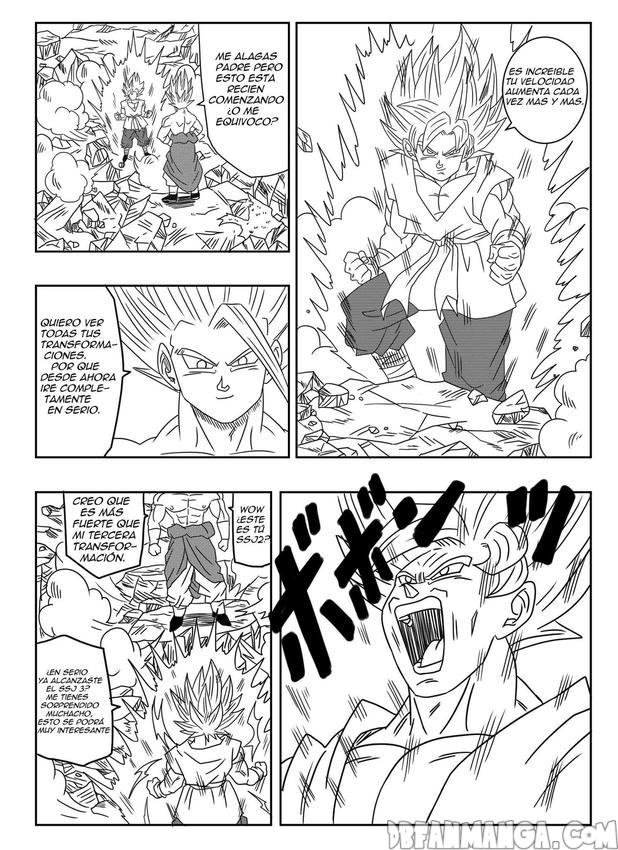 ME ALAGAS
PADRE PERO
ESTO ESTA
RECIEN
COMENZANDO
¿O ME
EQUIVOCO?
ES INCREIBLE
TU VELOCIDAD
AUMENTA CADA
VEZ MAS Y MAS.
QUIERO VER
TODAS TUS
TRANSFORMA-
CIONES.
POR QUE
DESDE AHORA
IRE COMPLE-
TAMENTE
EN SERIO.
CREO QUE
ES MÁS
FUERTE QUE
MI TERCERA
TRANSFOR-
MACIÓN.
WOW
¿ESTE
ES TÚ
SSJ2?
¿EN SERIO
YA ALCANZASTE
EL SSJ 3?
ME TIENES
SORPRENDIDO
MUCHACHO,
ESTO SE PODRÁ
MUY INTERESANTE
ボボンッ
DBFANMANGA.COM